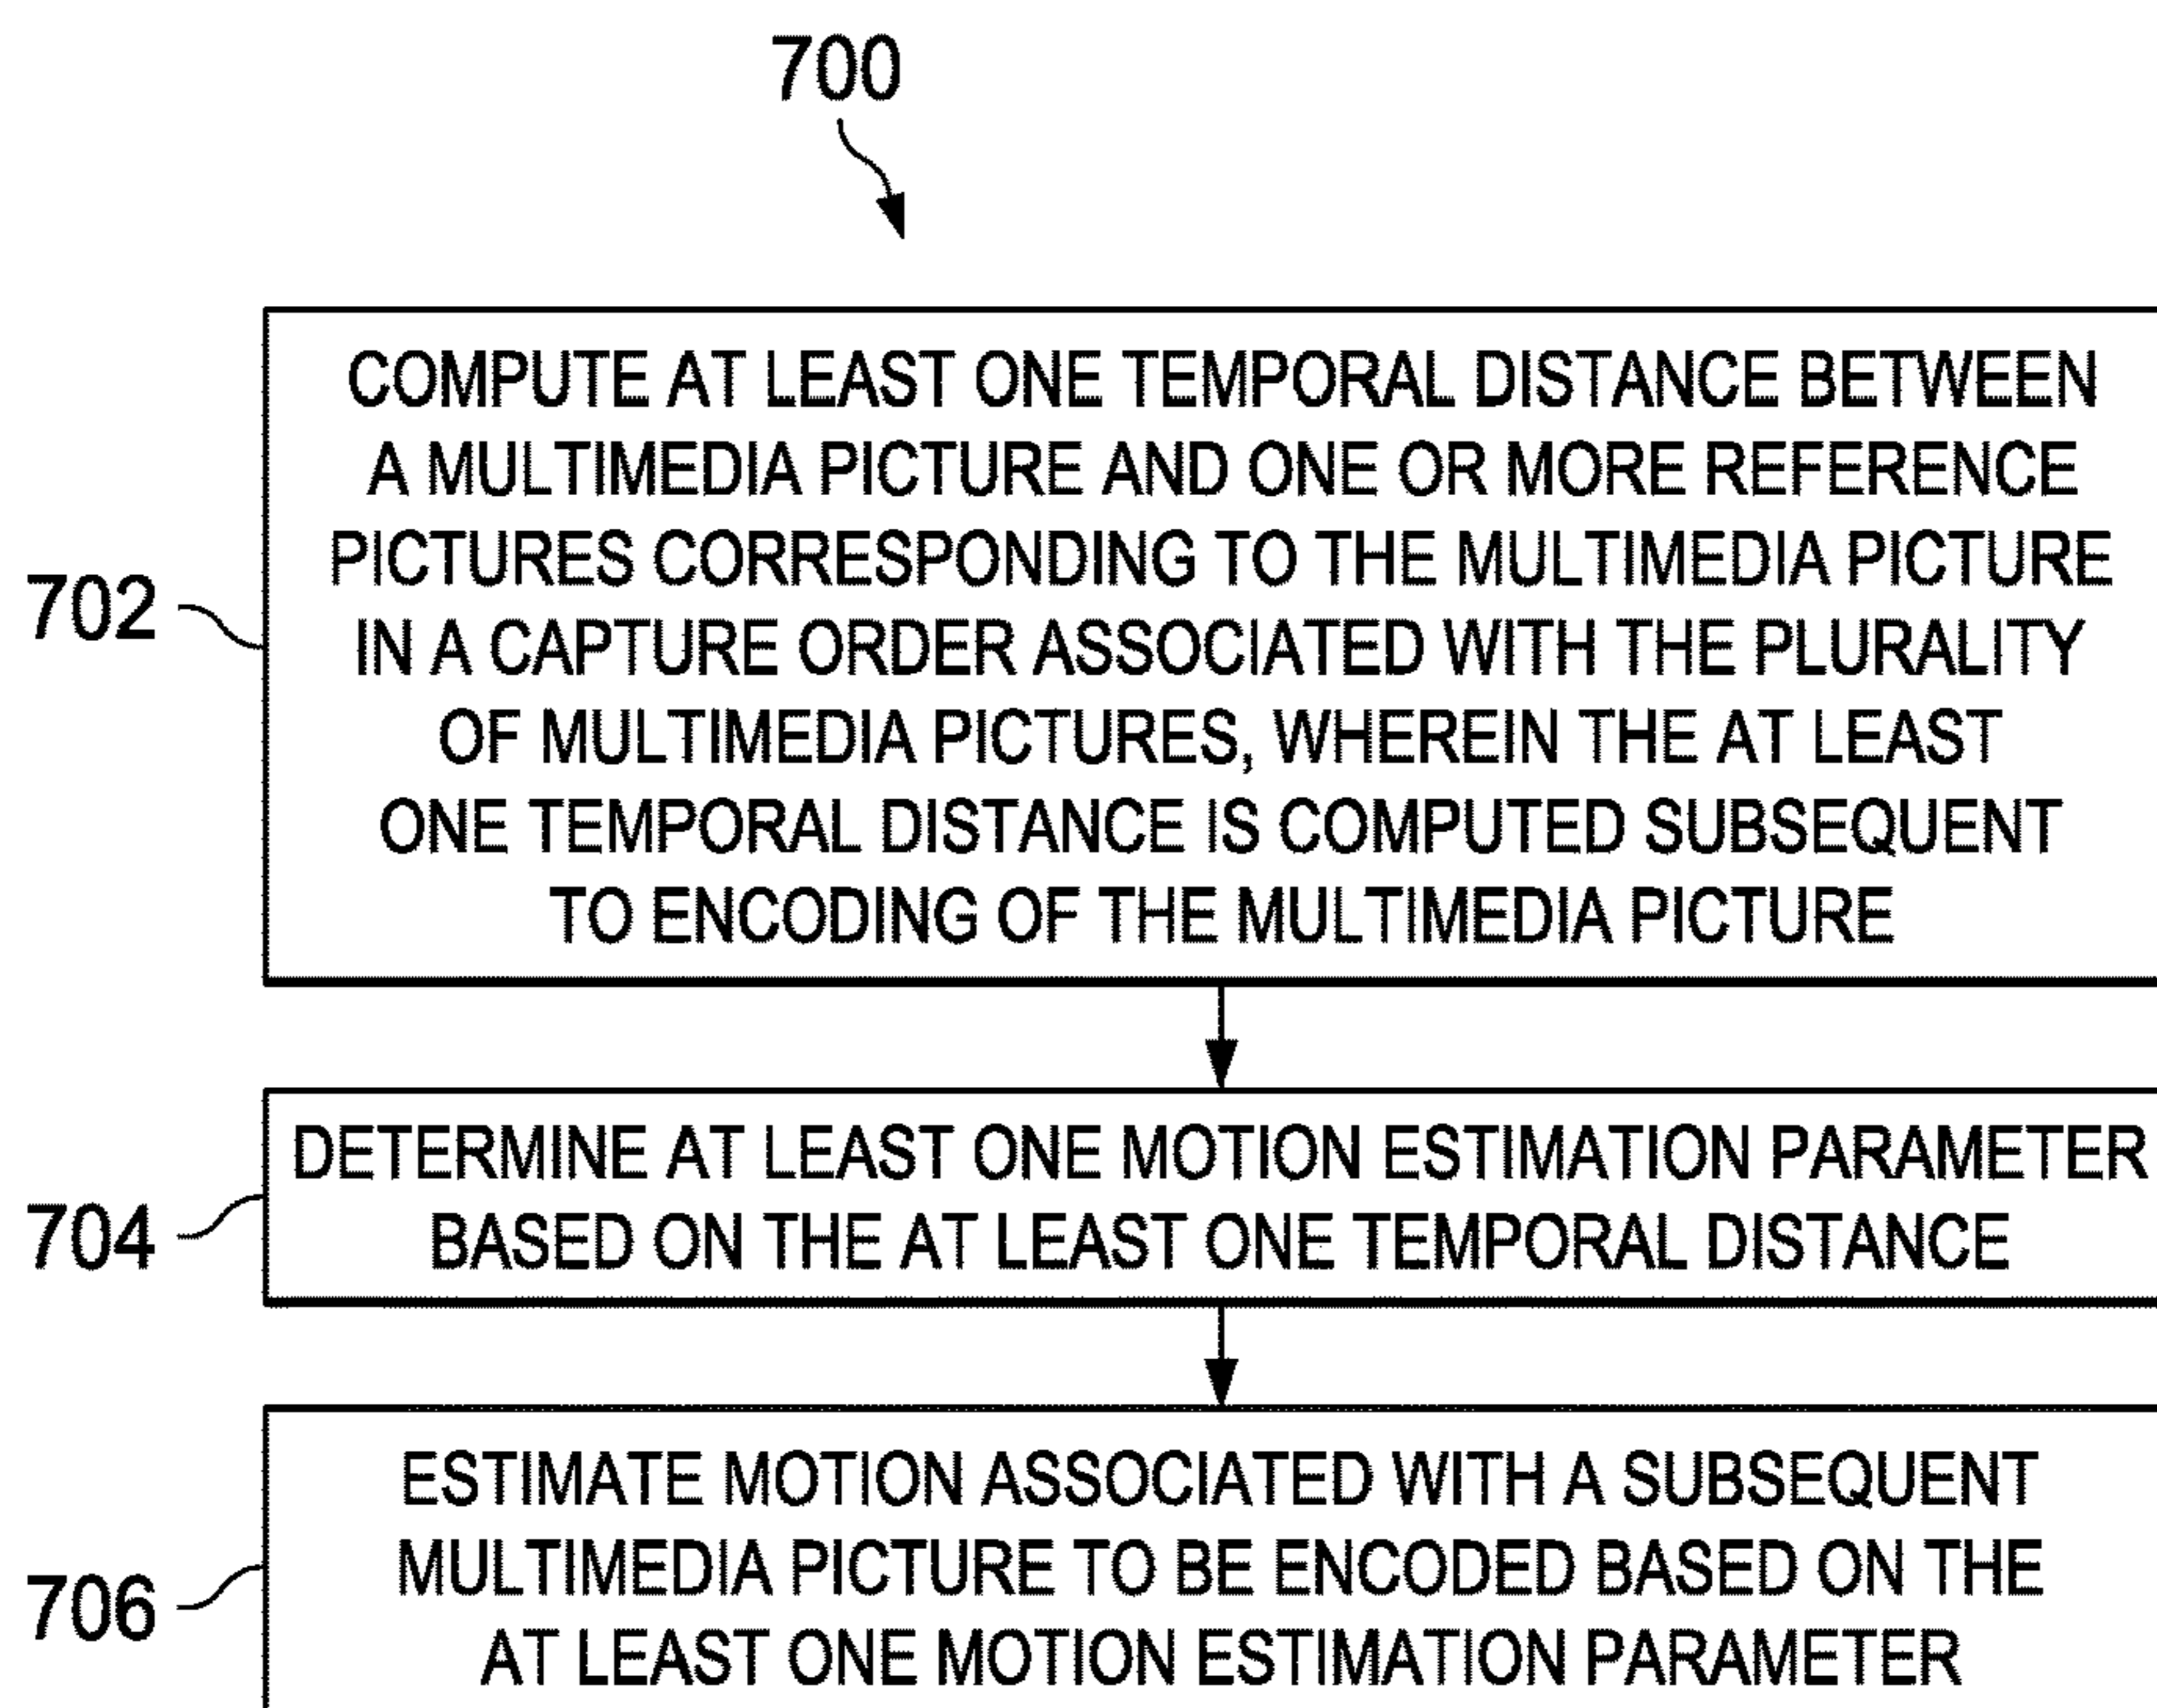 700
COMPUTE AT LEAST ONE TEMPORAL DISTANCE BETWEEN
A MULTIMEDIA PICTURE AND ONE OR MORE REFERENCE
PICTURES CORRESPONDING TO THE MULTIMEDIA PICTURE
IN A CAPTURE ORDER ASSOCIATED WITH THE PLURALITY
OF MULTIMEDIA PICTURES, WHEREIN THE AT LEAST
ONE TEMPORAL DISTANCE IS COMPUTED SUBSEQUENT
TO ENCODING OF THE MULTIMEDIA PICTURE
702
DETERMINE AT LEAST ONE MOTION ESTIMATION PARAMETER
BASED ON THE AT LEAST ONE TEMPORAL DISTANCE
704
ESTIMATE MOTION ASSOCIATED WITH A SUBSEQUENT
MULTIMEDIA PICTURE TO BE ENCODED BASED ON THE
AT LEAST ONE MOTION ESTIMATION PARAMETER
706